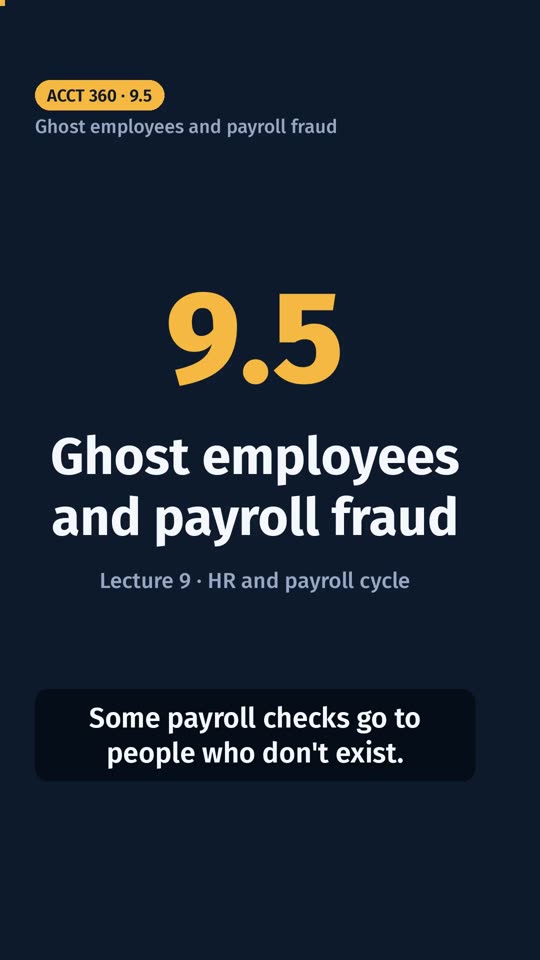 ACCT 360 · 9.5
Ghost employees and payroll fraud
9.5
Ghost employees
and payroll fraud
Lecture 9 · HR and payroll cycle
Some payroll checks go to
people who don't exist.